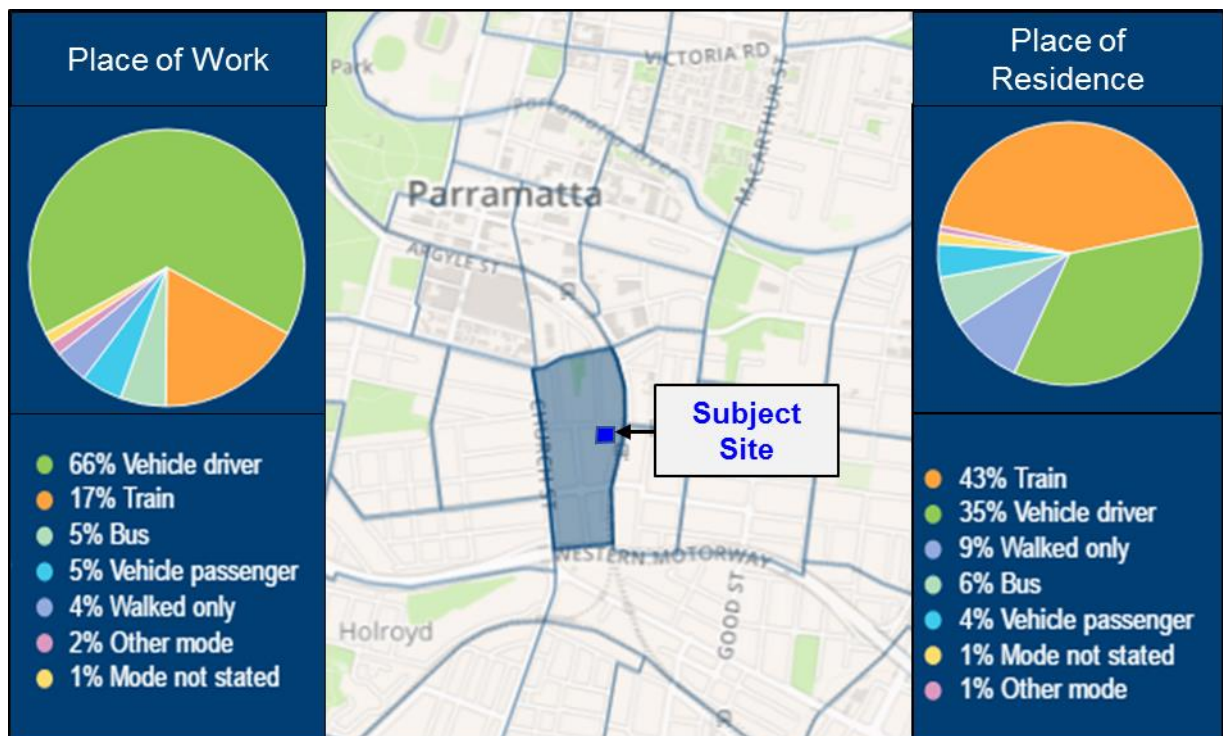 Place of Work
66% Vehicle driver
17% Train
5% Bus
5% Vehicle passenger
4% Walked only
2% Other mode
1% Mode not stated
Park
VICTORIA RD
Parramatta River
MACARTHUR ST
Parramatta
ARGYLE ST
CHURCH ST
Subject
Site
WESTERN MOTORWAY
GOOD ST
Holroyd
Place of
Residence
43% Train
35% Vehicle driver
9% Walked only
6% Bus
4% Vehicle passenger
1% Mode not stated
1% Other mode